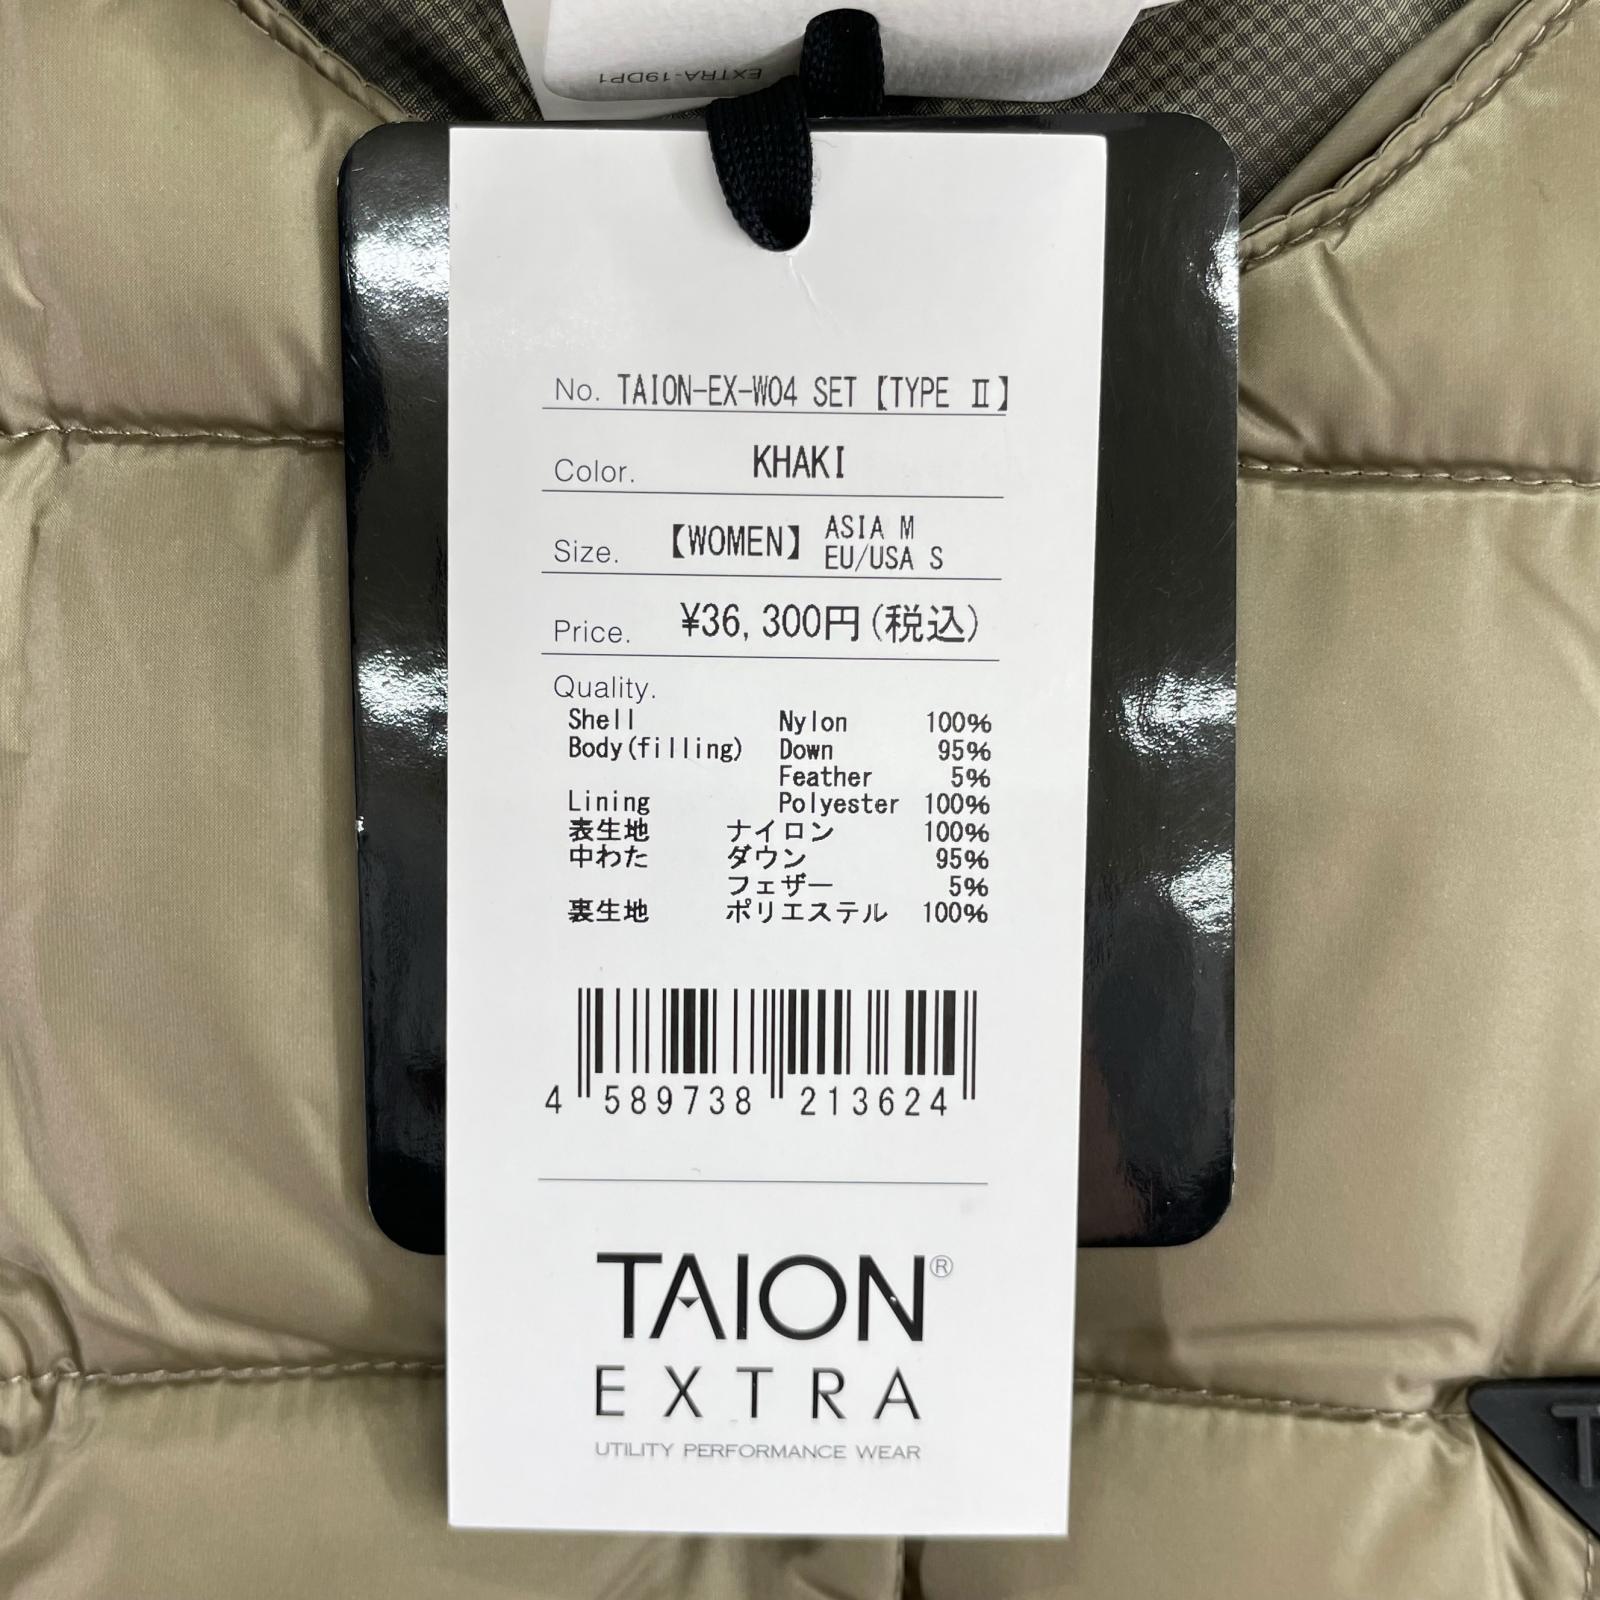 EXTRA-19DP1
No. TAION-EX-W04 SET【TYPE Ⅱ】
Color. KHAKI
Size. 【WOMEN】 ASIA M
EU/USA S
Price. ¥36,300円(税込)
Quality.
Shell Nylon 100%
Body(filling) Down 95%
Feather 5%
Lining Polyester 100%
表生地 ナイロン 100%
中わた ダウン 95%
フェザー 5%
裏生地 ポリエステル 100%
4 589738 213624
TAION®
EXTRA
UTILITY PERFORMANCE WEAR